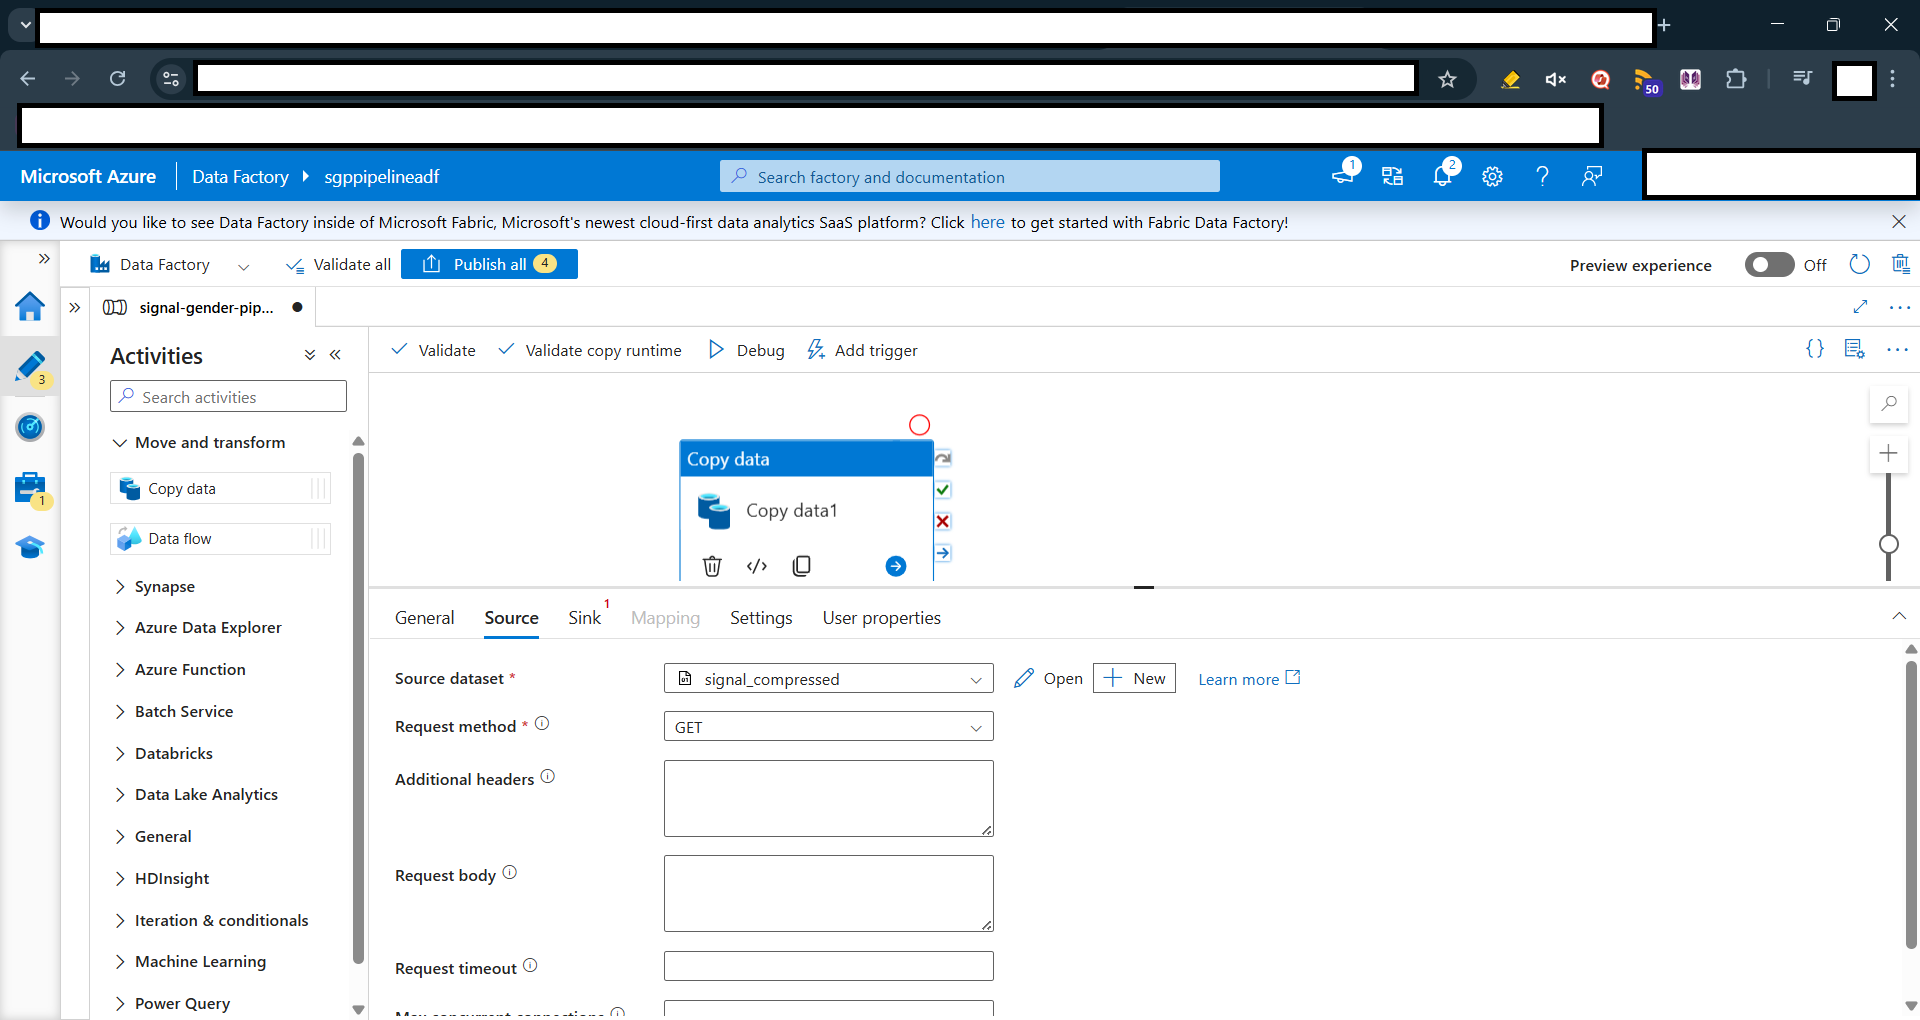 50
Microsoft Azure
Data Factory
sgppipelineadf
Search factory and documentation
1
2
Would you like to see Data Factory inside of Microsoft Fabric, Microsoft's newest cloud-first data analytics SaaS platform? Click here to get started with Fabric Data Factory!
Data Factory
Validate all
Publish all 4
Preview experience
Off
signal-gender-pip...
3
1
Activities
Search activities
Move and transform
Copy data
Data flow
Synapse
Azure Data Explorer
Azure Function
Batch Service
Databricks
Data Lake Analytics
General
HDInsight
Iteration & conditionals
Machine Learning
Power Query
Validate
Validate copy runtime
Debug
Add trigger
Copy data
Copy data1
General
Source
Sink 1
Mapping
Settings
User properties
Source dataset *
signal_compressed
Open
New
Learn more
Request method *
GET
Additional headers
Request body
Request timeout
Max concurrent connections